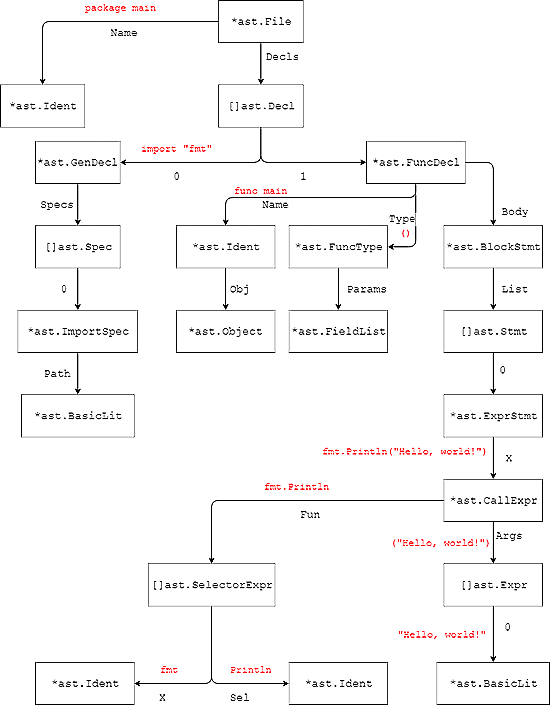 package main
*ast.File
Name
Decls
*ast.Ident
[]ast.Decl
import "fmt"
*ast.GenDecl
*ast.FuncDecl
0
1
func main
Specs
Name
Type
Body
()
[]ast.Spec
*ast.Ident
*ast.FuncType
*ast.BlockStmt
0
Obj
Params
List
*ast.ImportSpec
*ast.Object
*ast.FieldList
[]ast.Stmt
Path
0
*ast.BasicLit
*ast.ExprStmt
fmt.Println("Hello, world!")
X
fmt.Println
*ast.CallExpr
Fun
Args
("Hello, world!")
[]ast.SelectorExpr
[]ast.Expr
"Hello, world!"
0
fmt
Println
*ast.Ident
*ast.Ident
*ast.BasicLit
X
Sel